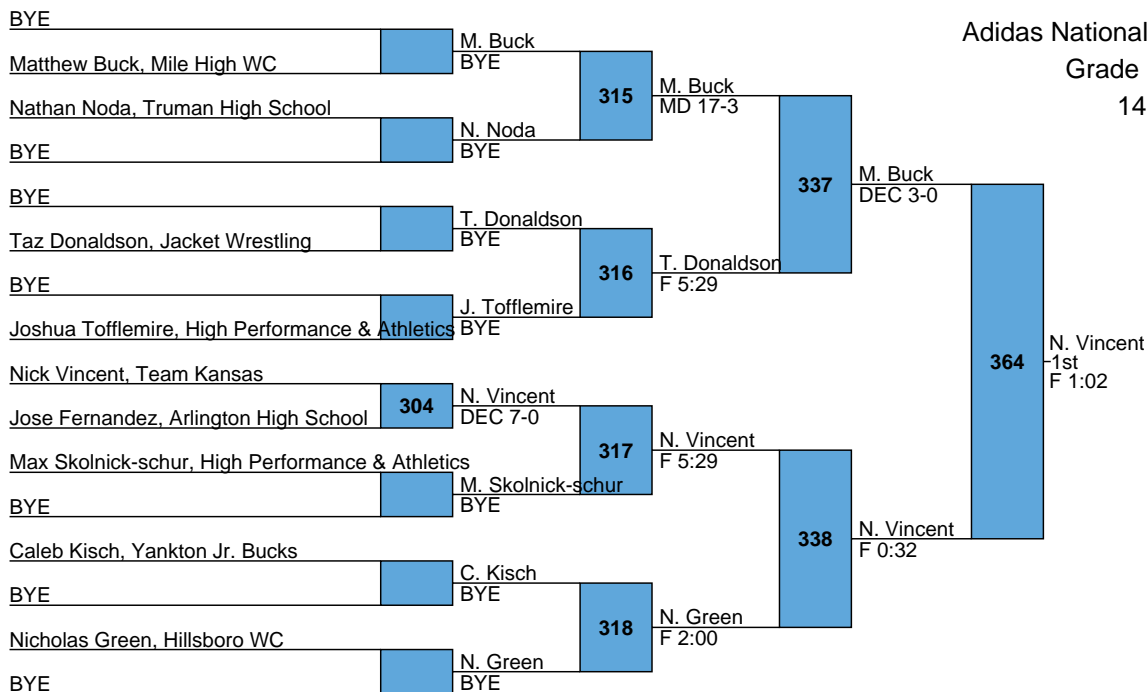 BYE
Matthew Buck, Mile High WC
Nathan Noda, Truman High School
BYE
BYE
Taz Donaldson, Jacket Wrestling
BYE
Joshua Tofflemire, High Performance & Athletics
Nick Vincent, Team Kansas
Jose Fernandez, Arlington High School
Max Skolnick-schur, High Performance & Athletics
BYE
Caleb Kisch, Yankton Jr. Bucks
BYE
Nicholas Green, Hillsboro WC
BYE
304
M. Buck
BYE
N. Noda
BYE
T. Donaldson
BYE
J. Tofflemire
BYE
N. Vincent
DEC 7-0
M. Skolnick-schur
BYE
C. Kisch
BYE
N. Green
BYE
315
316
317
318
M. Buck
MD 17-3
T. Donaldson
F 5:29
N. Vincent
F 5:29
N. Green
F 2:00
337
338
M. Buck
DEC 3-0
N. Vincent
F 0:32
364
N. Vincent
1st
F 1:02
Adidas National
Grade
14